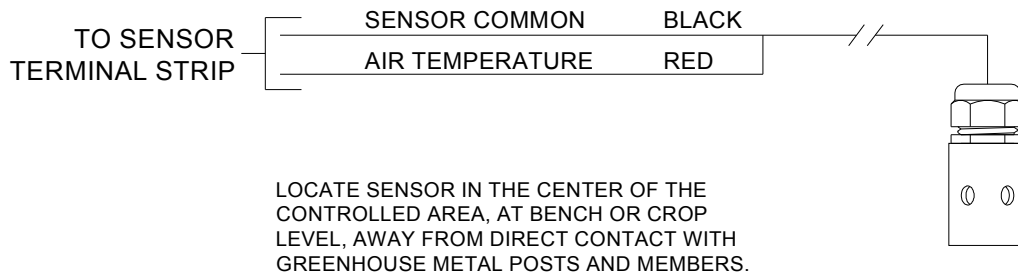 SENSOR COMMON BLACK
TO SENSOR
TERMINAL STRIP
AIR TEMPERATURE RED
LOCATE SENSOR IN THE CENTER OF THE
CONTROLLED AREA, AT BENCH OR CROP
LEVEL, AWAY FROM DIRECT CONTACT WITH
GREENHOUSE METAL POSTS AND MEMBERS.